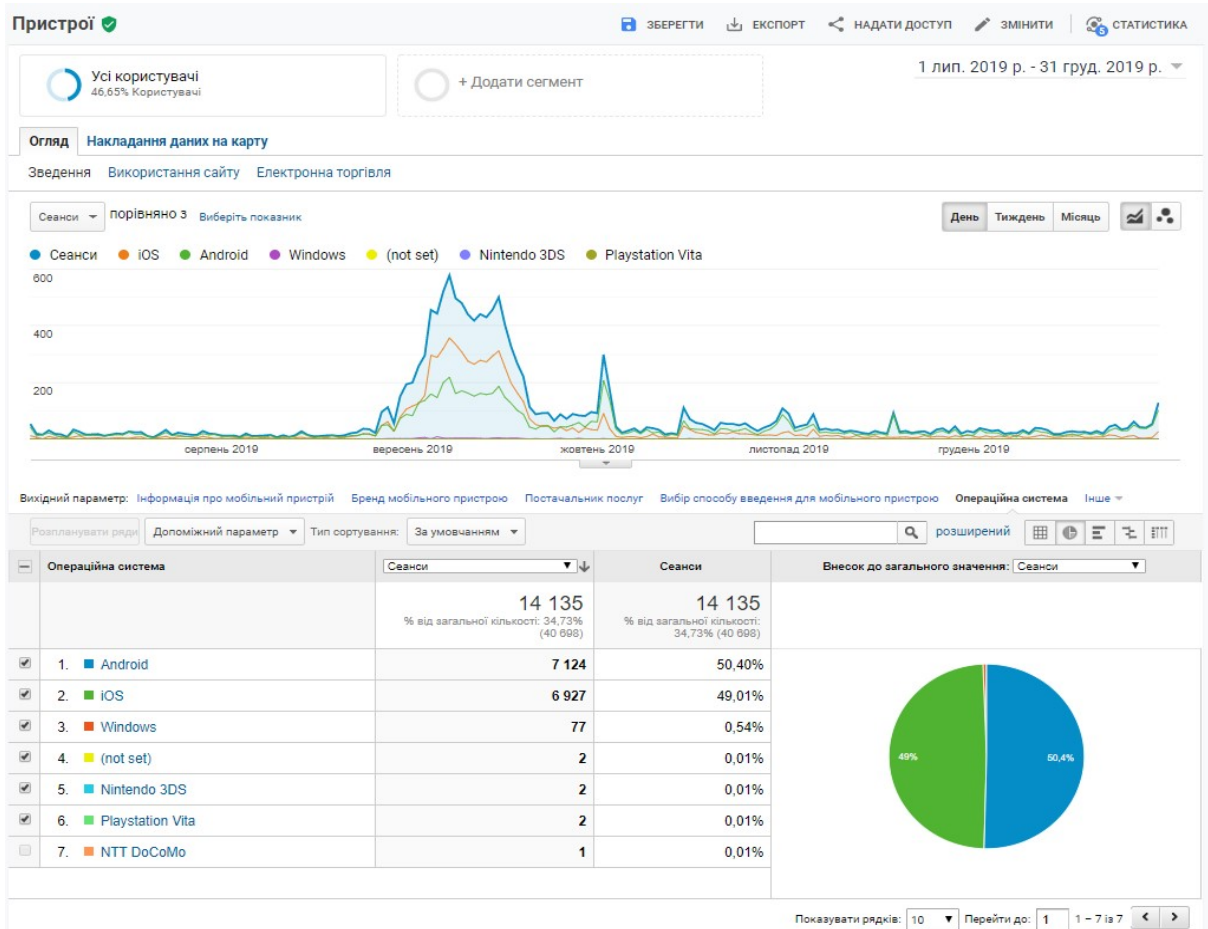 Пристрої
ЗБЕРЕГТИ ЕКСПОРТ НАДАТИ ДОСТУП ЗМІНИТИ 5 СТАТИСТИКА
Усі користувачі
46,65% Користувачі
+ Додати сегмент
1 лип. 2019 р. - 31 груд. 2019 р.
Огляд Накладання даних на карту
Зведення Використання сайту Електронна торгівля
Сеанси порівняно з Виберіть показник
День Тиждень Місяць
Сеанси iOS Android Windows (not set) Nintendo 3DS Playstation Vita
600
400
200
серпень 2019 вересень 2019 жовтень 2019 листопад 2019 грудень 2019
Вихідний параметр: Інформація про мобільний пристрій Бренд мобільного пристрою Постачальник послуг Вибір способу введення для мобільного пристрою Операційна система Інше
Розпланувати ряди Допоміжний параметр Тип сортування: За умовчанням розширений
Операційна система Сеанси Сеанси Внесок до загального значення: Сеанси
14 135 14 135
% від загальної кількості: 34,73% % від загальної кількості:
(40 698) 34,73% (40 698)
1. Android 7 124 50,40%
2. iOS 6 927 49,01%
3. Windows 77 0,54%
4. (not set) 2 0,01%
5. Nintendo 3DS 2 0,01%
6. Playstation Vita 2 0,01%
7. NTT DoCoMo 1 0,01%
49% 50,4%
Показувати рядків: 10 Перейти до: 1 1 – 7 із 7